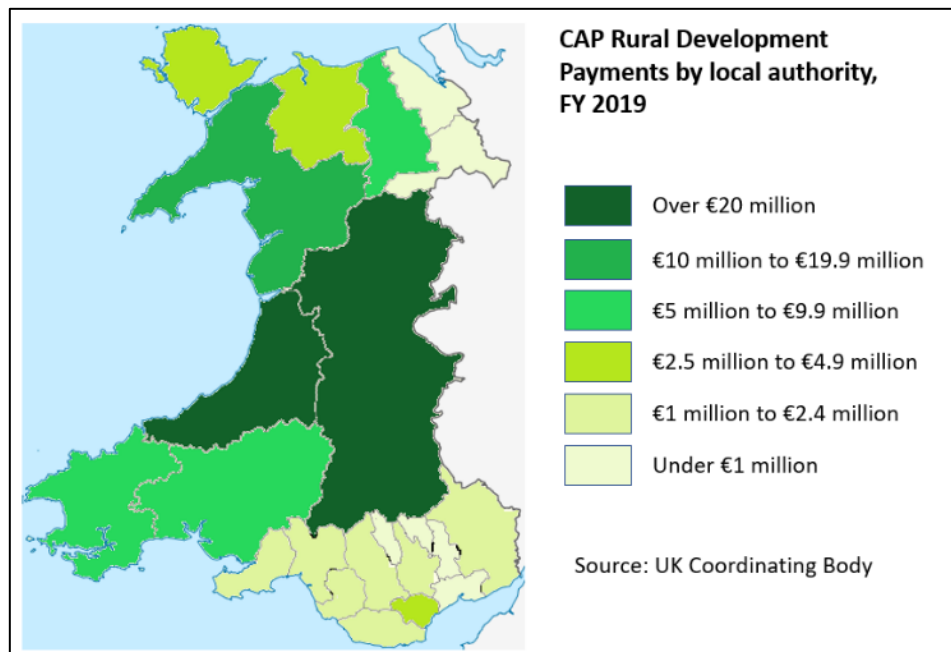 CAP Rural Development
Payments by local authority,
FY 2019
Over €20 million
€10 million to €19.9 million
€5 million to €9.9 million
€2.5 million to €4.9 million
€1 million to €2.4 million
Under €1 million
Source: UK Coordinating Body